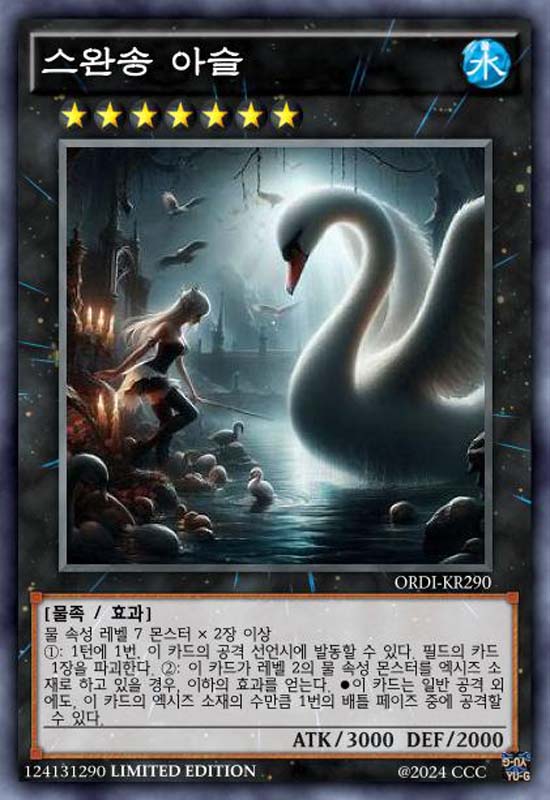 스완송 아슬
水
ORDI-KR290
[물족 / 효과]
물 속성 레벨 7 몬스터 × 2장 이상
①: 1턴에 1번, 이 카드의 공격 선언시에 발동할 수 있다. 필드의 카드
1장을 파괴한다. ②: 이 카드가 레벨 2의 물 속성 몬스터를 엑시즈 소
재로 하고 있을 경우, 이하의 효과를 얻는다. ●이 카드는 일반 공격 외
에도, 이 카드의 엑시즈 소재의 수만큼 1번의 배틀 페이즈 중에 공격할
수 있다.
ATK/3000 DEF/2000
124131290 LIMITED EDITION @2024 CCC